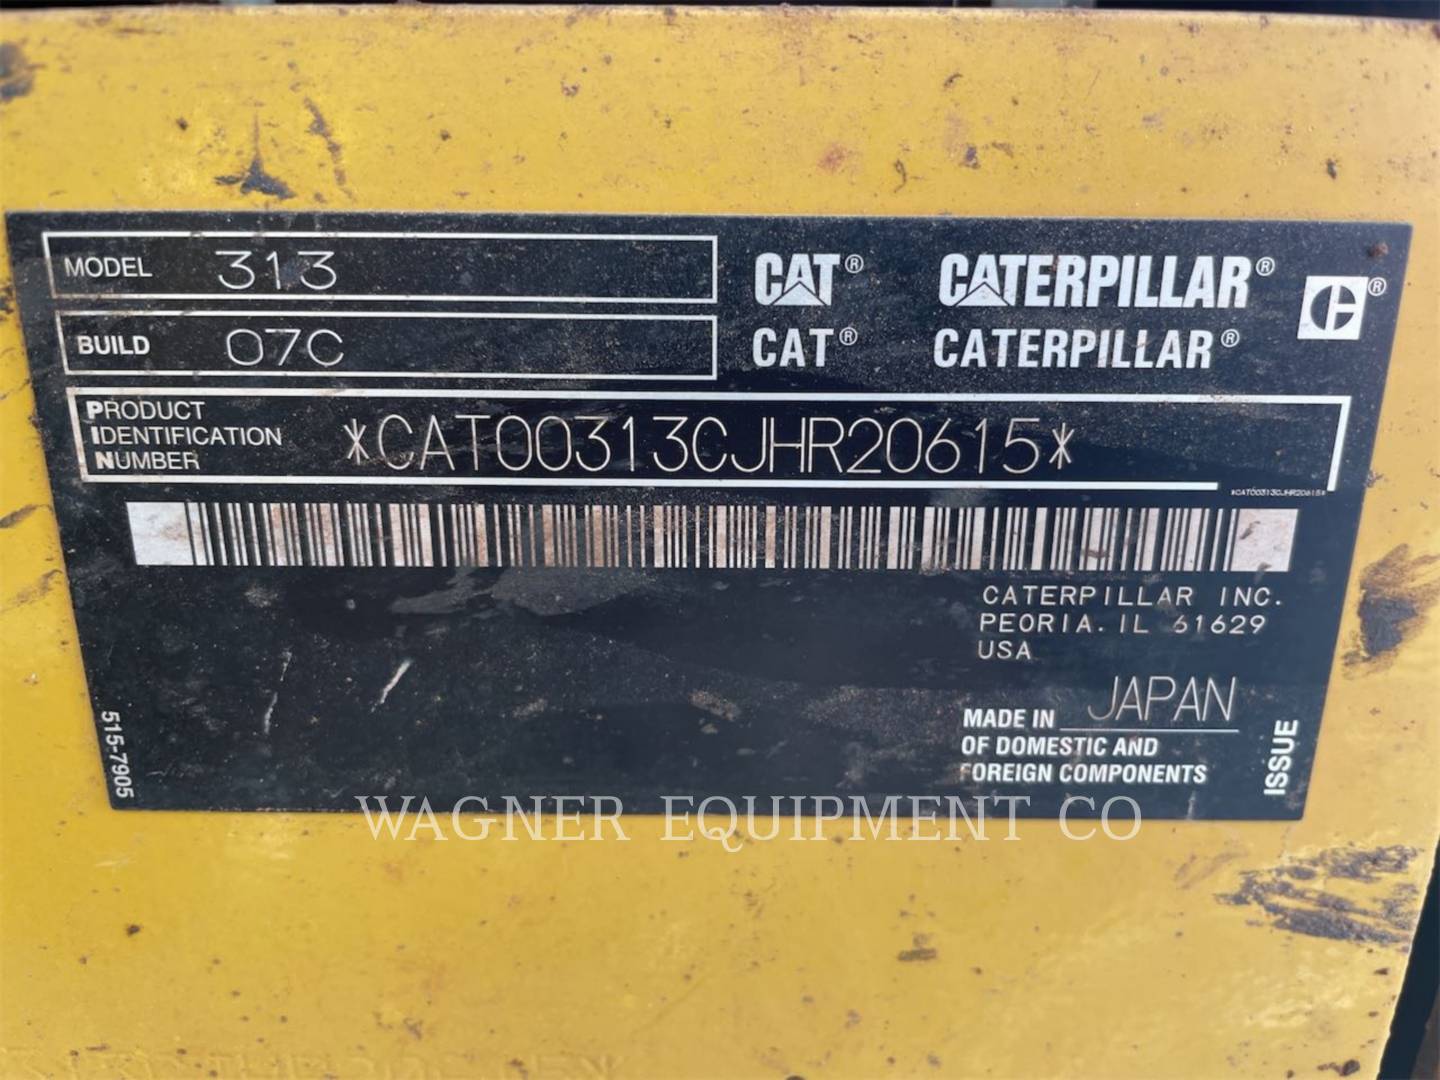 MODEL 313
BUILD 07C
CAT® CATERPILLAR® ®
CAT® CATERPILLAR®
PRODUCT
IDENTIFICATION
NUMBER
*CAT00313CJHR20615*
*CAT00313CJHR20615*
CATERPILLAR INC.
PEORIA. IL 61629
USA
MADE IN JAPAN
OF DOMESTIC AND
FOREIGN COMPONENTS
ISSUE
515-7905
WAGNER EQUIPMENT CO